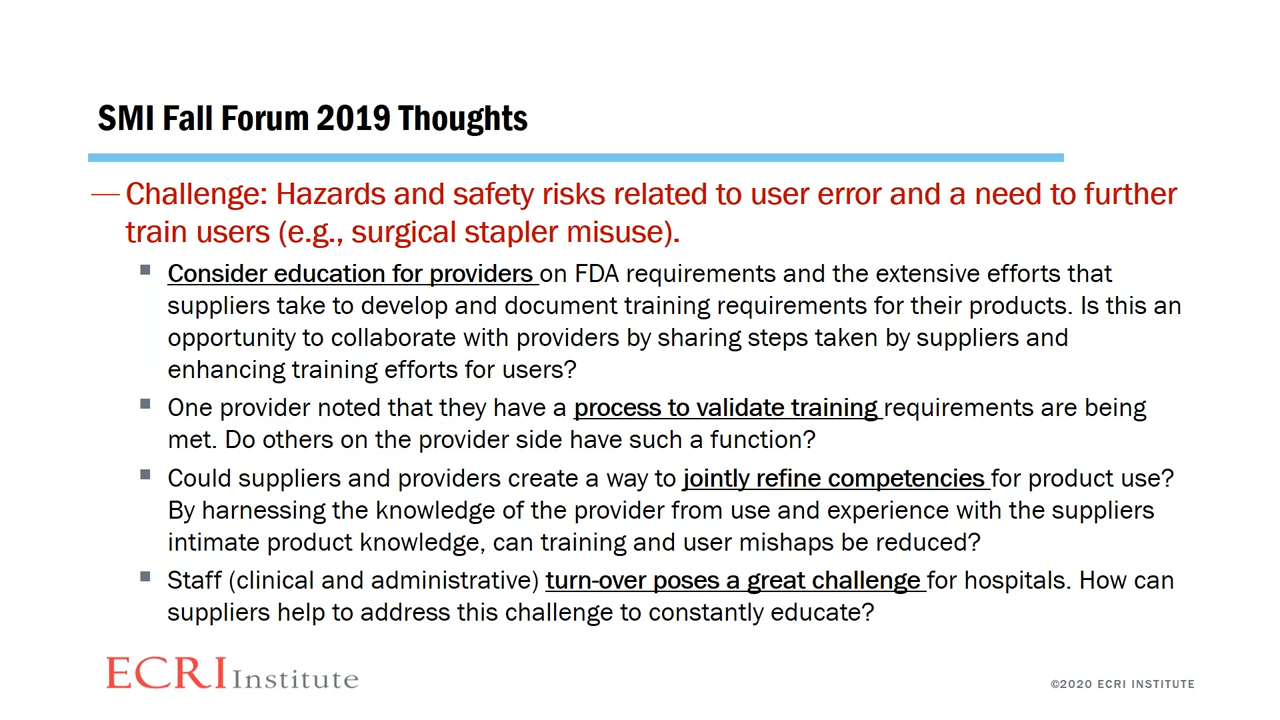 SMI Fall Forum 2019 Thoughts
— Challenge: Hazards and safety risks related to user error and a need to further
train users (e.g., surgical stapler misuse).
▪ Consider education for providers on FDA requirements and the extensive efforts that
suppliers take to develop and document training requirements for their products. Is this an
opportunity to collaborate with providers by sharing steps taken by suppliers and
enhancing training efforts for users?
▪ One provider noted that they have a process to validate training requirements are being
met. Do others on the provider side have such a function?
▪ Could suppliers and providers create a way to jointly refine competencies for product use?
By harnessing the knowledge of the provider from use and experience with the suppliers
intimate product knowledge, can training and user mishaps be reduced?
▪ Staff (clinical and administrative) turn-over poses a great challenge for hospitals. How can
suppliers help to address this challenge to constantly educate?
ECRI Institute
©2020 ECRI INSTITUTE